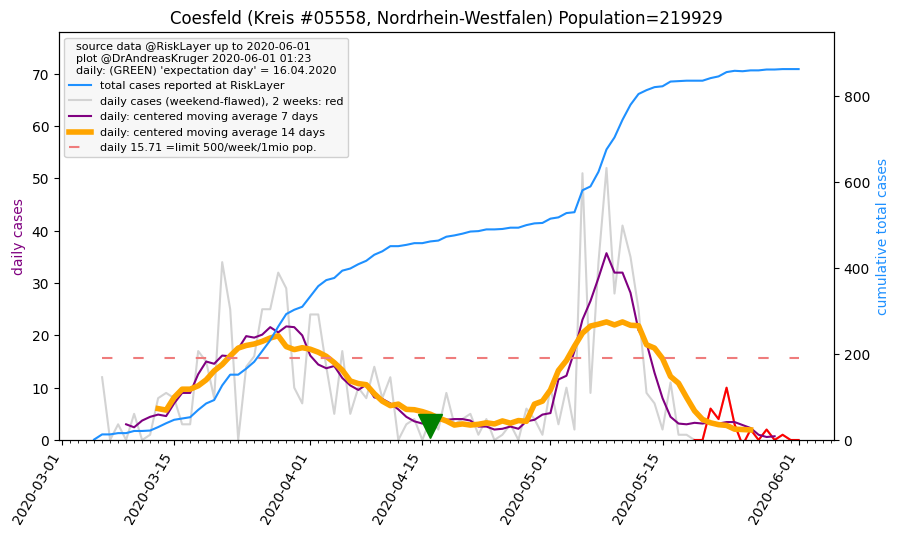 Coesfeld (Kreis #05558, Nordrhein-Westfalen) Population=219929
source data @RiskLayer up to 2020-06-01
plot @DrAndreasKruger 2020-06-01 01:23
daily: (GREEN) 'expectation day' = 16.04.2020
total cases reported at RiskLayer
daily cases (weekend-flawed), 2 weeks: red
daily: centered moving average 7 days
daily: centered moving average 14 days
daily 15.71 =limit 500/week/1mio pop.
daily cases
70
60
50
40
30
20
10
0
cumulative total cases
800
600
400
200
0
2020-03-01
2020-03-15
2020-04-01
2020-04-15
2020-05-01
2020-05-15
2020-06-01